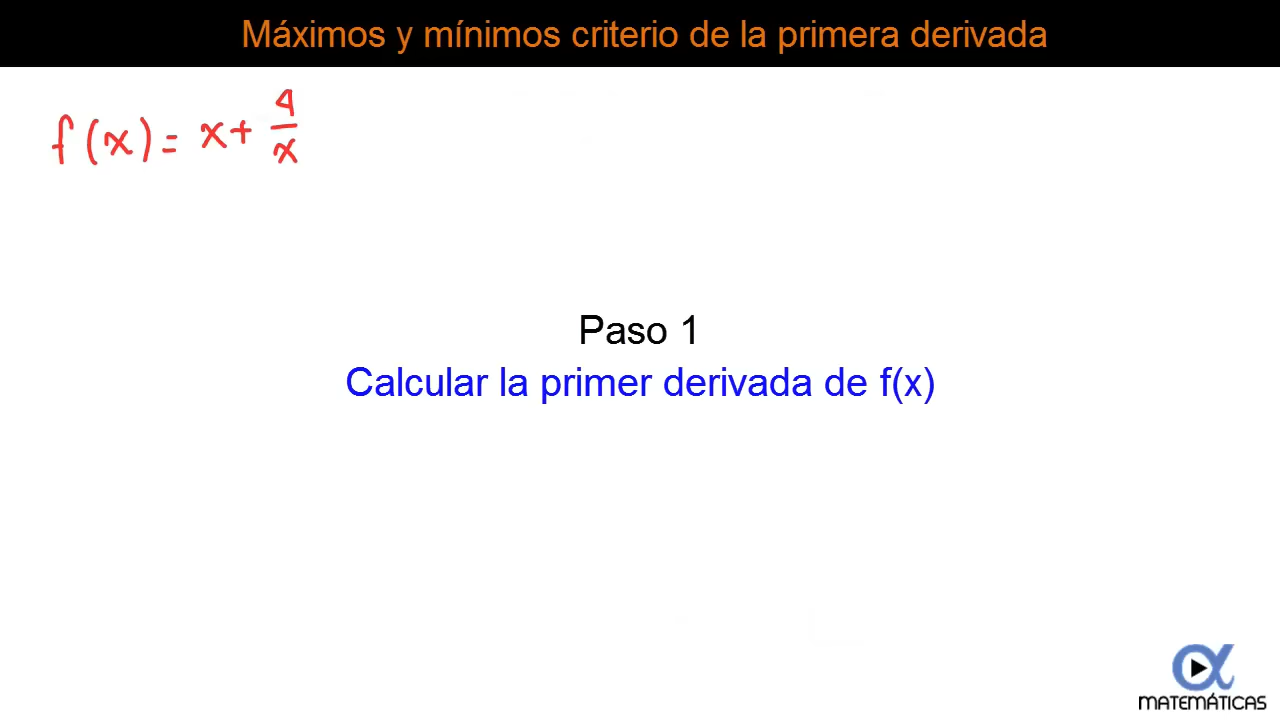 Máximos y mínimos criterio de la primera derivada
f(x) = x + 4/x
Paso 1
Calcular la primer derivada de f(x)
MATEMÁTICAS